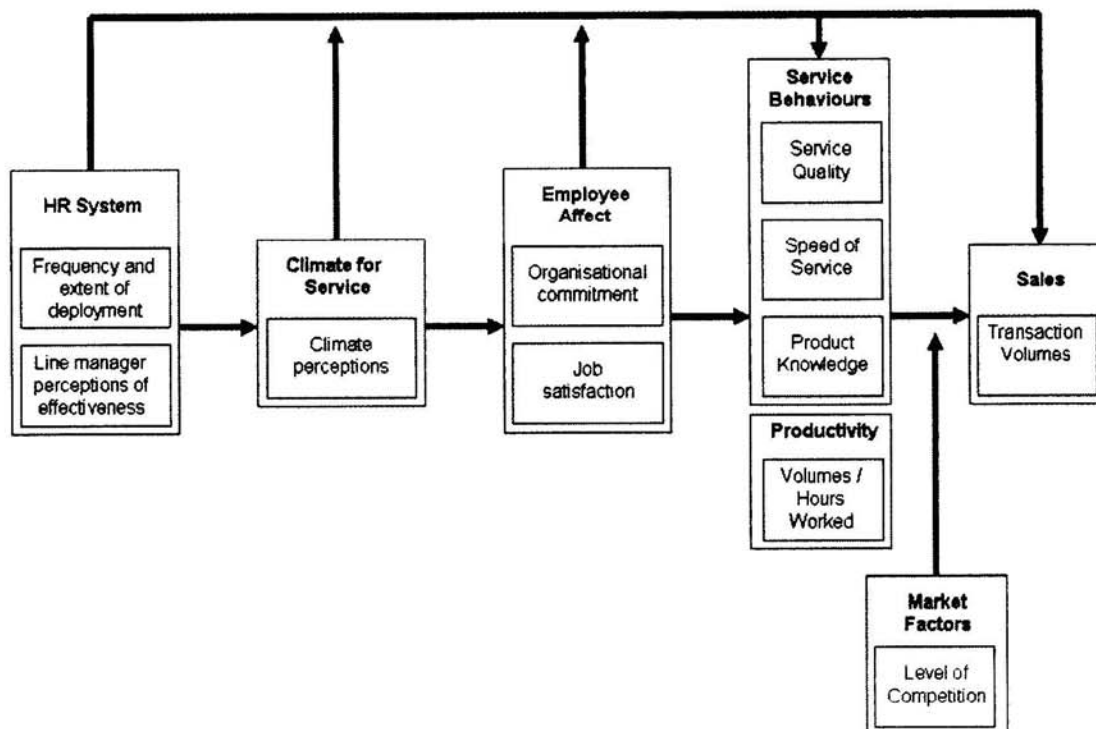 HR System
Frequency and
extent of
deployment
Line manager
perceptions of
effectiveness
Climate for
Service
Climate
perceptions
Employee
Affect
Organisational
commitment
Job
satisfaction
Service
Behaviours
Service
Quality
Speed of
Service
Product
Knowledge
Productivity
Volumes /
Hours
Worked
Sales
Transaction
Volumes
Market
Factors
Level of
Competition